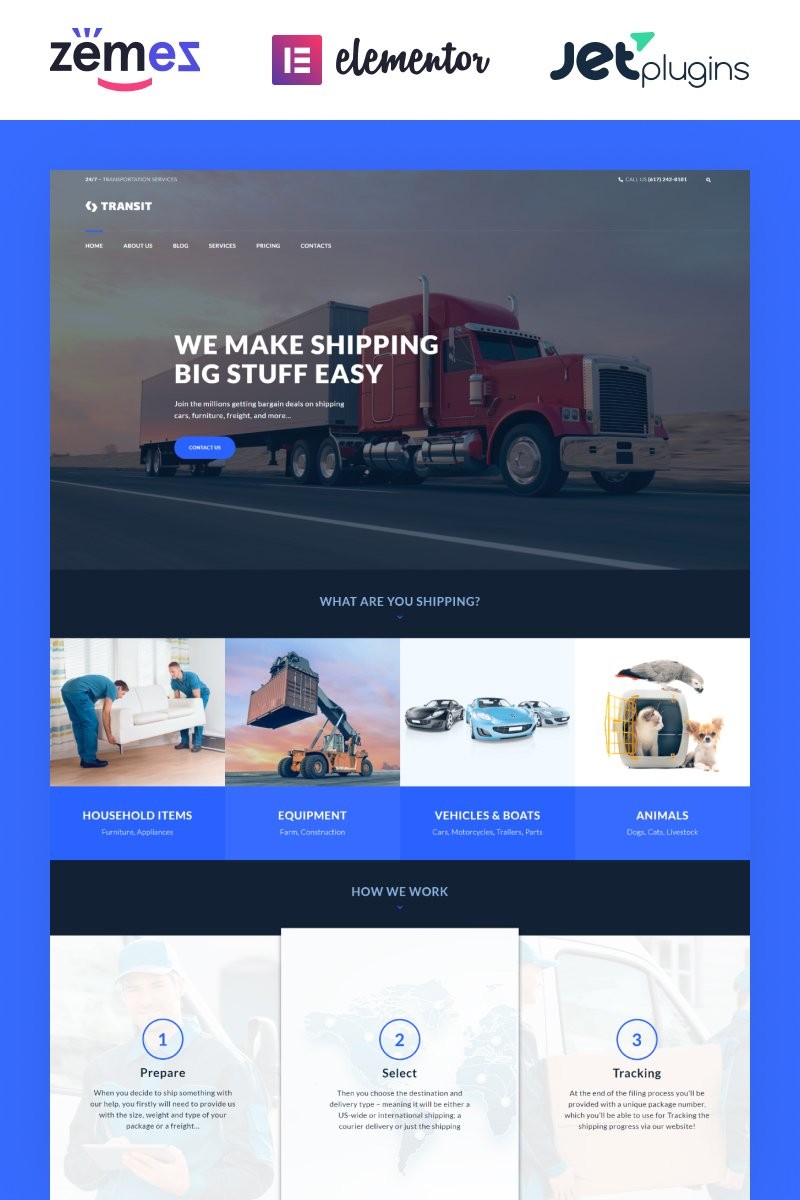 zemez
elementor
Jetplugins
24/7 – TRANSPORTATION SERVICES
CALL US (617) 242-8181
TRANSIT
HOME ABOUT US BLOG SERVICES PRICING CONTACTS
WE MAKE SHIPPING
BIG STUFF EASY
Join the millions getting bargain deals on shipping
cars, furniture, freight, and more...
CONTACT US
WHAT ARE YOU SHIPPING?
HOUSEHOLD ITEMS
Furniture, Appliances
EQUIPMENT
Farm, Construction
VEHICLES & BOATS
Cars, Motorcycles, Trailers, Parts
ANIMALS
Dogs, Cats, Livestock
HOW WE WORK
1
Prepare
When you decide to ship something with
our help, you firstly will need to provide us
with the size, weight and type of your
package or a freight...
2
Select
Then you choose the destination and
delivery type – meaning it will be either a
US-wide or international shipping; a
courier delivery or just the shipping
3
Tracking
At the end of the filing process you'll be
provided with a unique package number,
which you'll be able to use for Tracking the
shipping progress via our website!